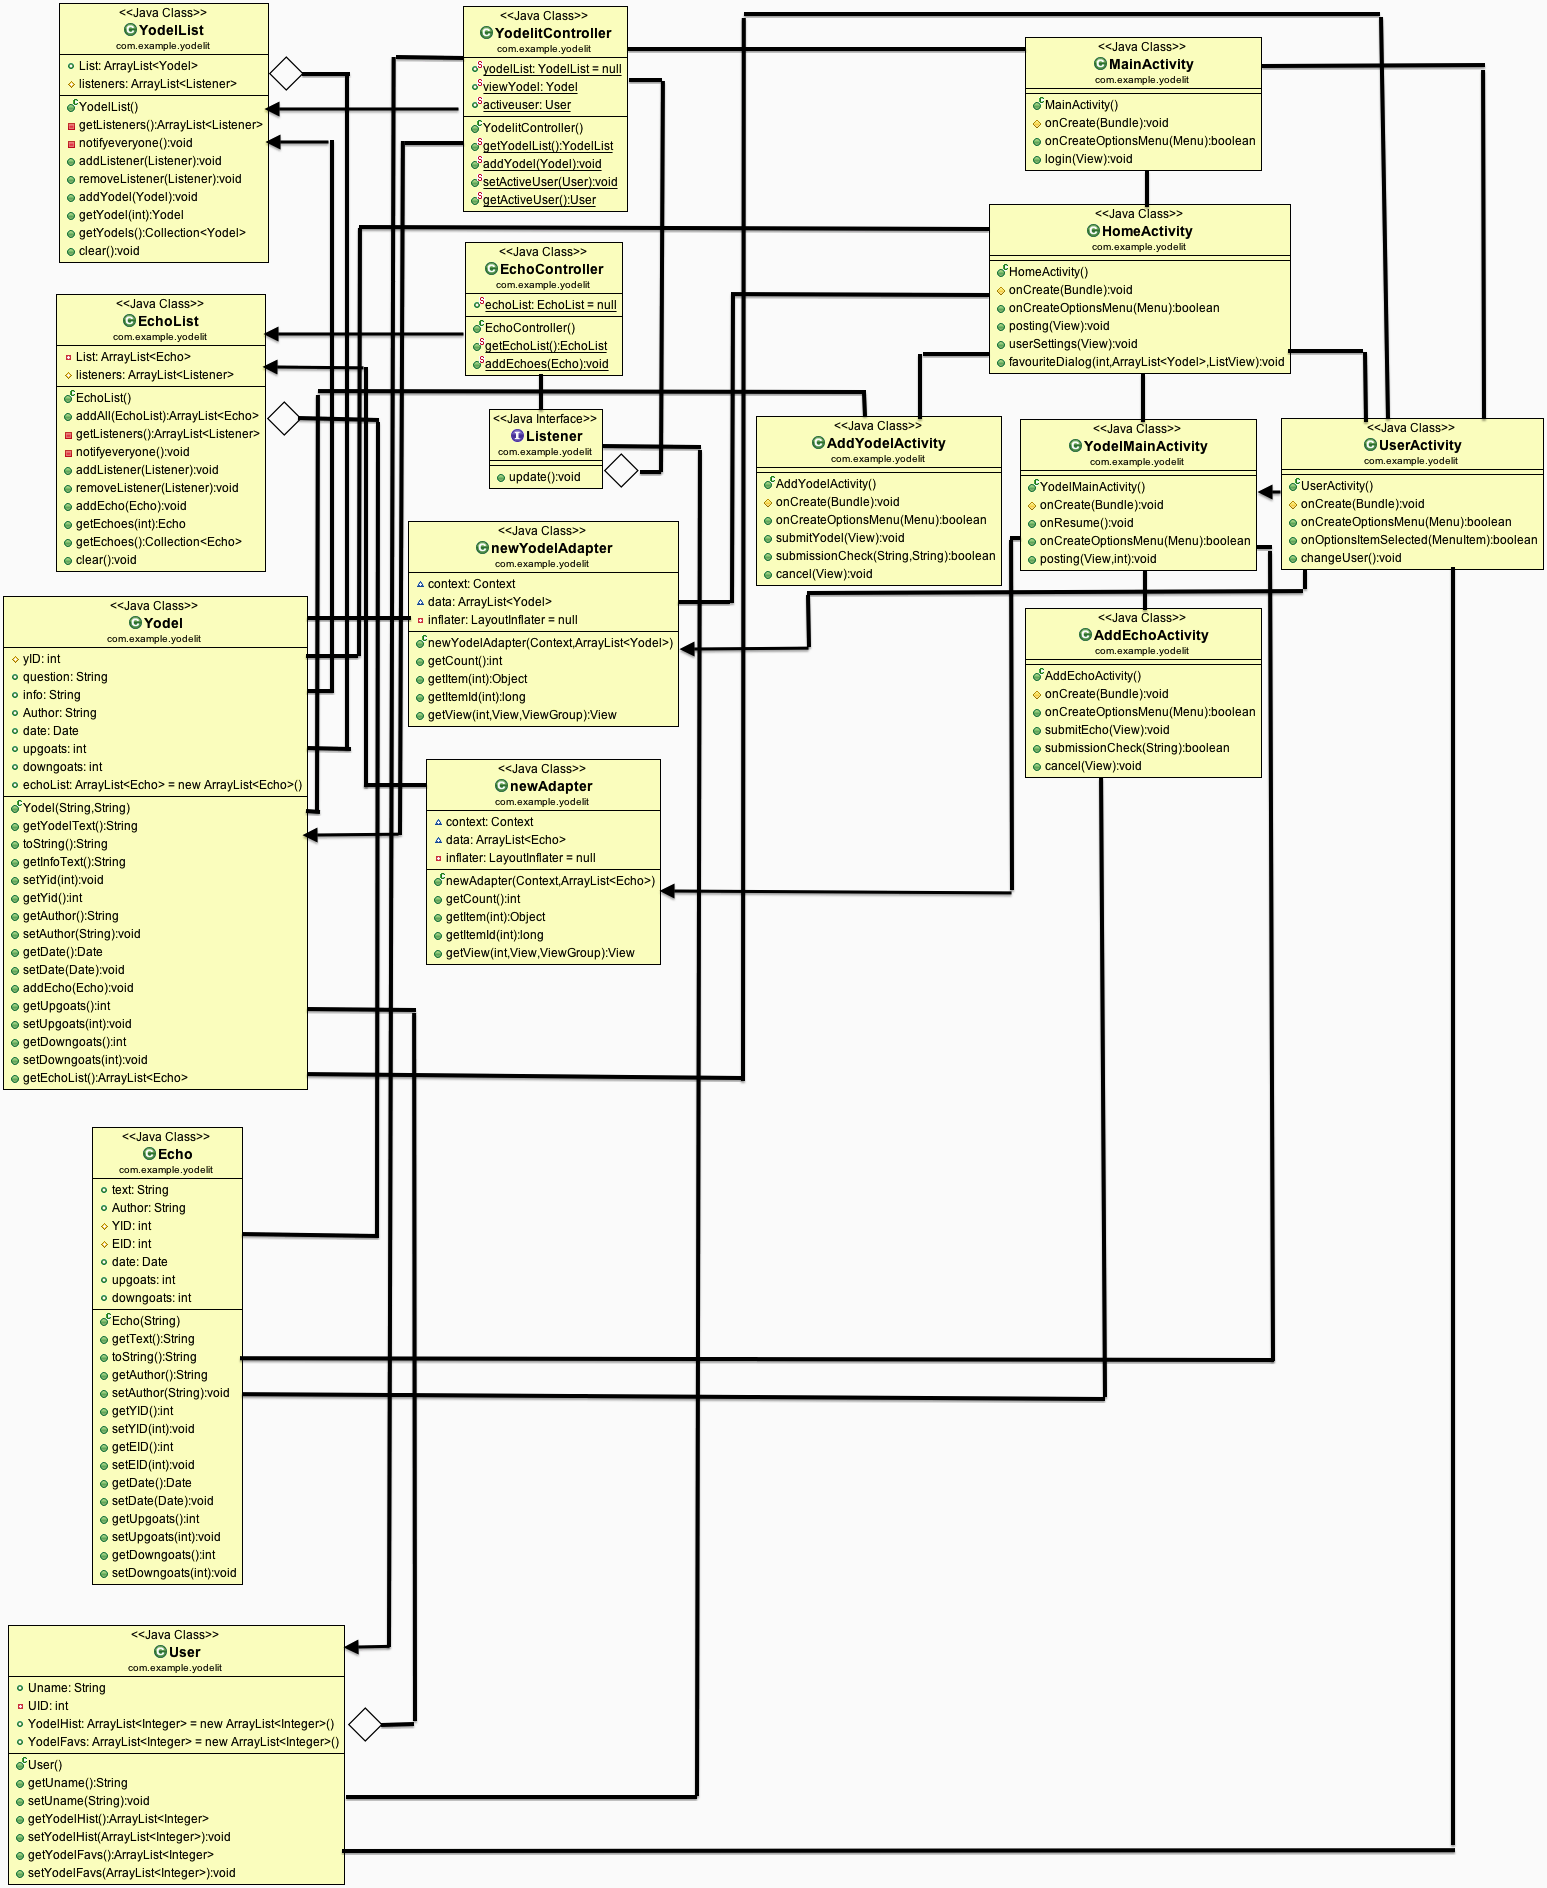 <<Java Class>>
YodelList
com.example.yodelit
List: ArrayList<Yodel>
listeners: ArrayList<Listener>
YodelList()
getListeners():ArrayList<Listener>
notifyeveryone():void
addListener(Listener):void
removeListener(Listener):void
addYodel(Yodel):void
getYodel(int):Yodel
getYodels():Collection<Yodel>
clear():void
<<Java Class>>
YodelitController
com.example.yodelit
yodelList: YodelList = null
viewYodel: Yodel
activeuser: User
YodelitController()
getYodelList():YodelList
addYodel(Yodel):void
setActiveUser(User):void
getActiveUser():User
<<Java Class>>
MainActivity
com.example.yodelit
MainActivity()
onCreate(Bundle):void
onCreateOptionsMenu(Menu):boolean
login(View):void
<<Java Class>>
HomeActivity
com.example.yodelit
HomeActivity()
onCreate(Bundle):void
onCreateOptionsMenu(Menu):boolean
posting(View):void
userSettings(View):void
favouriteDialog(int,ArrayList<Yodel>,ListView):void
<<Java Class>>
EchoController
com.example.yodelit
echoList: EchoList = null
EchoController()
getEchoList():EchoList
addEchoes(Echo):void
<<Java Class>>
EchoList
com.example.yodelit
List: ArrayList<Echo>
listeners: ArrayList<Listener>
EchoList()
addAll(EchoList):ArrayList<Echo>
getListeners():ArrayList<Listener>
notifyeveryone():void
addListener(Listener):void
removeListener(Listener):void
addEcho(Echo):void
getEchoes(int):Echo
getEchoes():Collection<Echo>
clear():void
<<Java Interface>>
Listener
com.example.yodelit
update():void
<<Java Class>>
AddYodelActivity
com.example.yodelit
AddYodelActivity()
onCreate(Bundle):void
onCreateOptionsMenu(Menu):boolean
submitYodel(View):void
submissionCheck(String,String):boolean
cancel(View):void
<<Java Class>>
YodelMainActivity
com.example.yodelit
YodelMainActivity()
onCreate(Bundle):void
onResume():void
onCreateOptionsMenu(Menu):boolean
posting(View,int):void
<<Java Class>>
UserActivity
com.example.yodelit
UserActivity()
onCreate(Bundle):void
onCreateOptionsMenu(Menu):boolean
onOptionsItemSelected(MenuItem):boolean
changeUser():void
<<Java Class>>
newYodelAdapter
com.example.yodelit
context: Context
data: ArrayList<Yodel>
inflater: LayoutInflater = null
newYodelAdapter(Context,ArrayList<Yodel>)
getCount():int
getItem(int):Object
getItemId(int):long
getView(int,View,ViewGroup):View
<<Java Class>>
Yodel
com.example.yodelit
yID: int
question: String
info: String
Author: String
date: Date
upgoats: int
downgoats: int
echoList: ArrayList<Echo> = new ArrayList<Echo>()
Yodel(String,String)
getYodelText():String
toString():String
getInfoText():String
setYid(int):void
getYid():int
getAuthor():String
setAuthor(String):void
getDate():Date
setDate(Date):void
addEcho(Echo):void
getUpgoats():int
setUpgoats(int):void
getDowngoats():int
setDowngoats(int):void
getEchoList():ArrayList<Echo>
<<Java Class>>
AddEchoActivity
com.example.yodelit
AddEchoActivity()
onCreate(Bundle):void
onCreateOptionsMenu(Menu):boolean
submitEcho(View):void
submissionCheck(String):boolean
cancel(View):void
<<Java Class>>
newAdapter
com.example.yodelit
context: Context
data: ArrayList<Echo>
inflater: LayoutInflater = null
newAdapter(Context,ArrayList<Echo>)
getCount():int
getItem(int):Object
getItemId(int):long
getView(int,View,ViewGroup):View
<<Java Class>>
Echo
com.example.yodelit
text: String
Author: String
YID: int
EID: int
date: Date
upgoats: int
downgoats: int
Echo(String)
getText():String
toString():String
getAuthor():String
setAuthor(String):void
getYID():int
setYID(int):void
getEID():int
setEID(int):void
getDate():Date
setDate(Date):void
getUpgoats():int
setUpgoats(int):void
getDowngoats():int
setDowngoats(int):void
<<Java Class>>
User
com.example.yodelit
Uname: String
UID: int
YodelHist: ArrayList<Integer> = new ArrayList<Integer>()
YodelFavs: ArrayList<Integer> = new ArrayList<Integer>()
User()
getUname():String
setUname(String):void
getYodelHist():ArrayList<Integer>
setYodelHist(ArrayList<Integer>):void
getYodelFavs():ArrayList<Integer>
setYodelFavs(ArrayList<Integer>):void